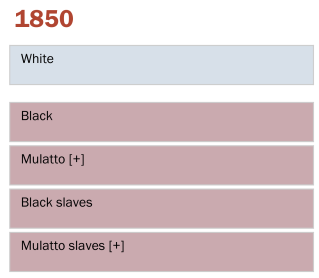 1850
White
Black
Mulatto [+]
Black slaves
Mulatto slaves [+]